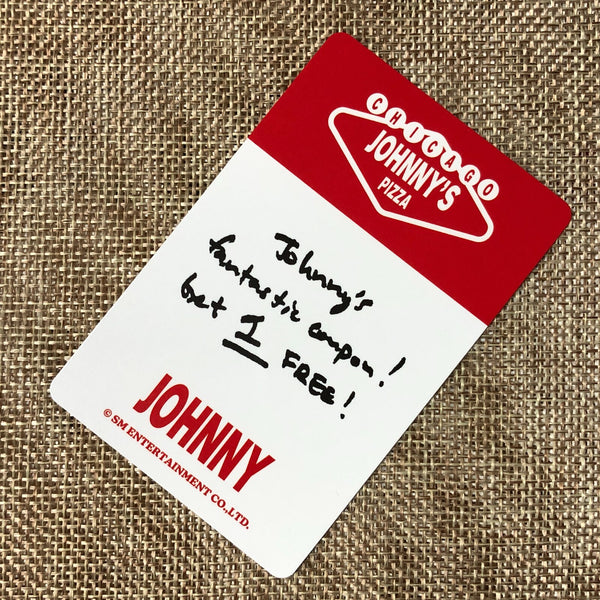 CHICAGO
JOHNNY'S
PIZZA
Johnny's
fantastic coupon!
Get 1 FREE!
JOHNNY
© SM ENTERTAINMENT CO.,LTD.